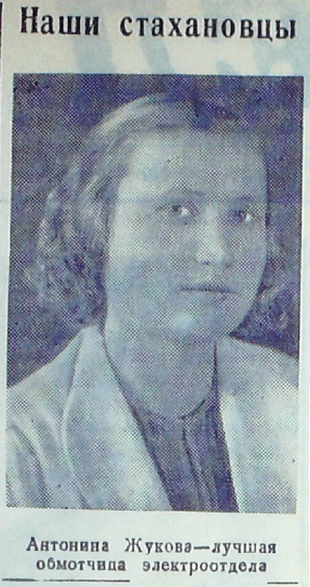 Наши стахановцы
Антонина Жукова—лучшая
обмотчица электроотдела